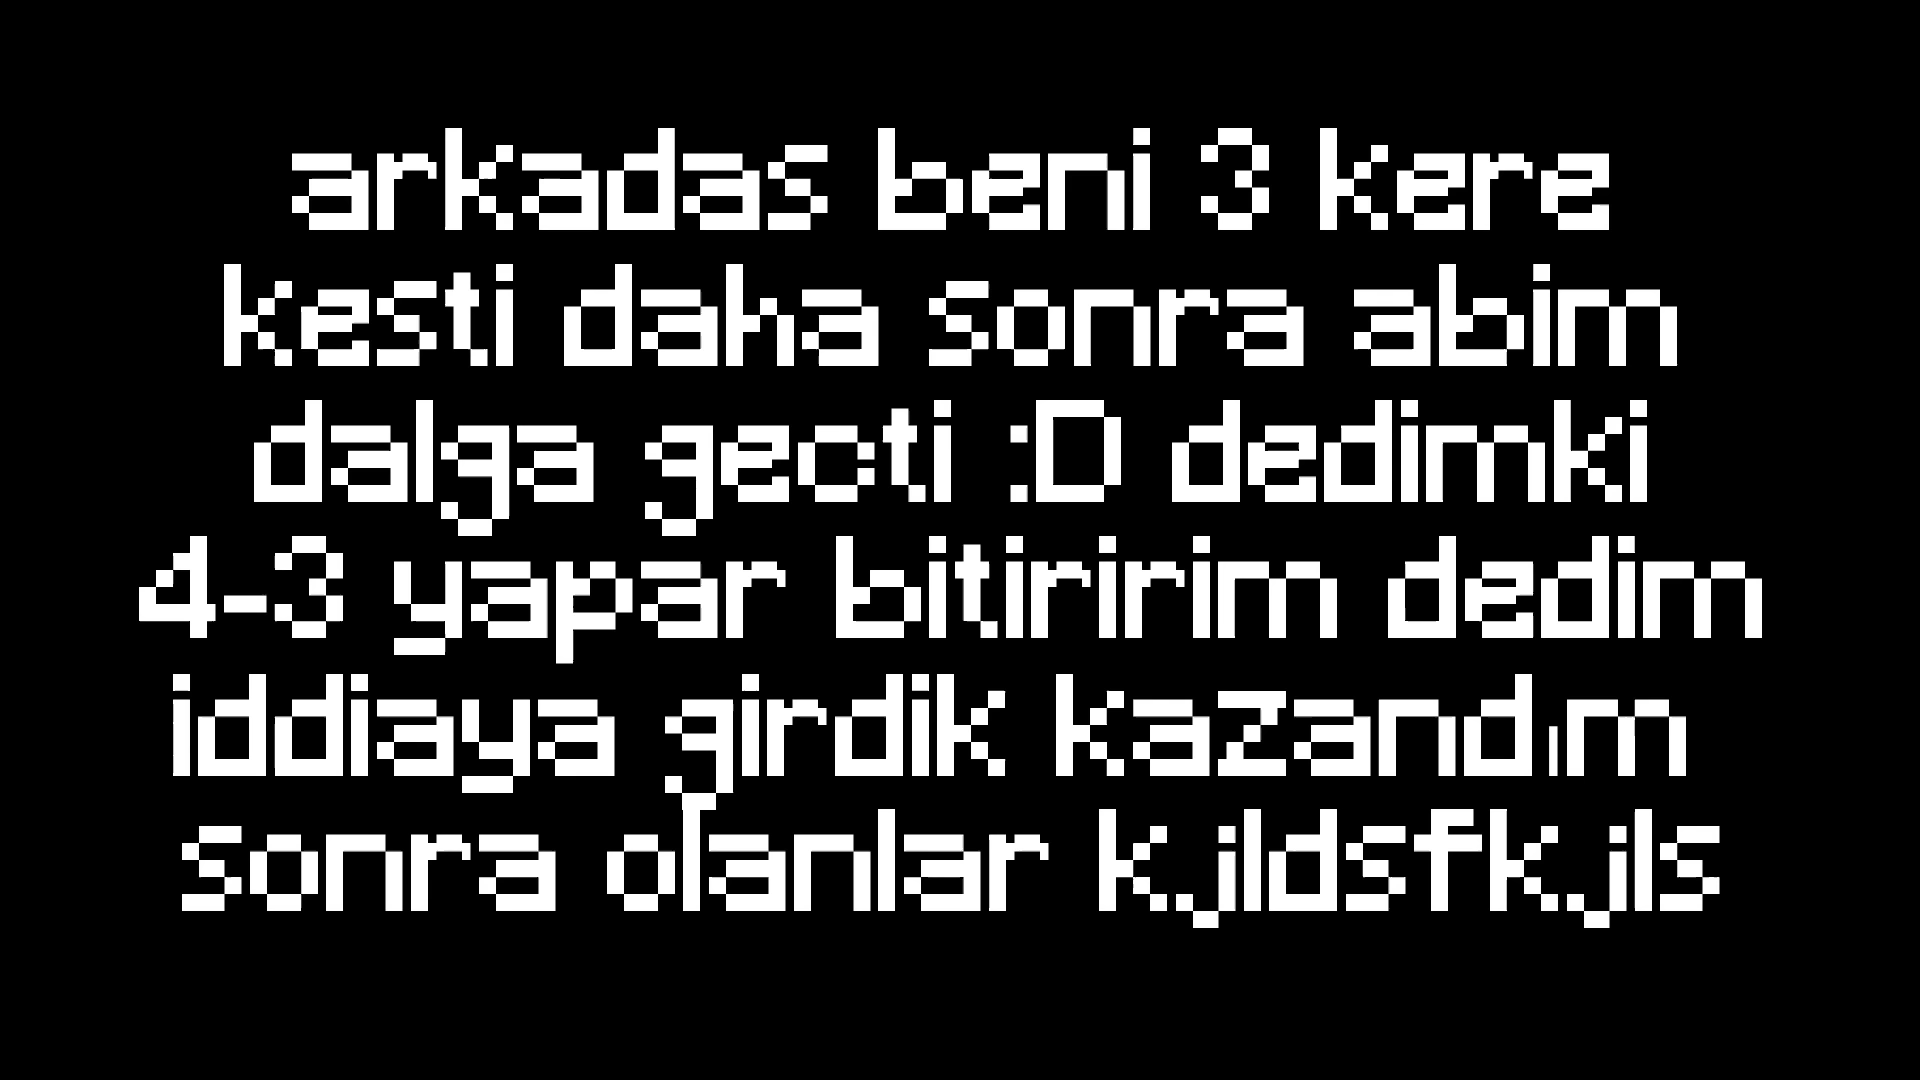 arkadas beni 3 kere
kesti daha sonra abim
dalga gecti :D dedimki
4-3 yapar bitiririm dedim
iddiaya girdik kazandım
sonra olanlar kjldsfkjls